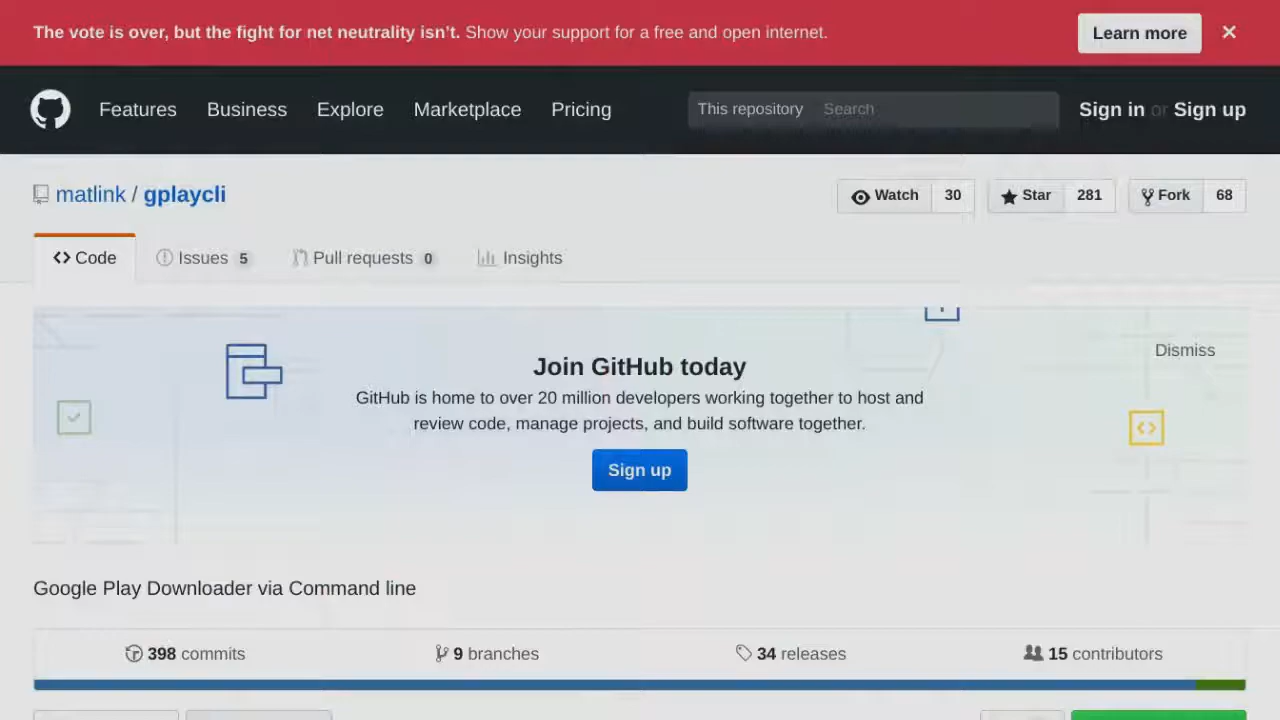 The vote is over, but the fight for net neutrality isn't. Show your support for a free and open internet. Learn more ✕
Features Business Explore Marketplace Pricing This repository Search Sign in or Sign up
matlink / gplaycli Watch 30 Star 281 Fork 68
<> Code Issues 5 Pull requests 0 Insights
Join GitHub today
Dismiss
GitHub is home to over 20 million developers working together to host and
review code, manage projects, and build software together.
Sign up
Google Play Downloader via Command line
398 commits 9 branches 34 releases 15 contributors